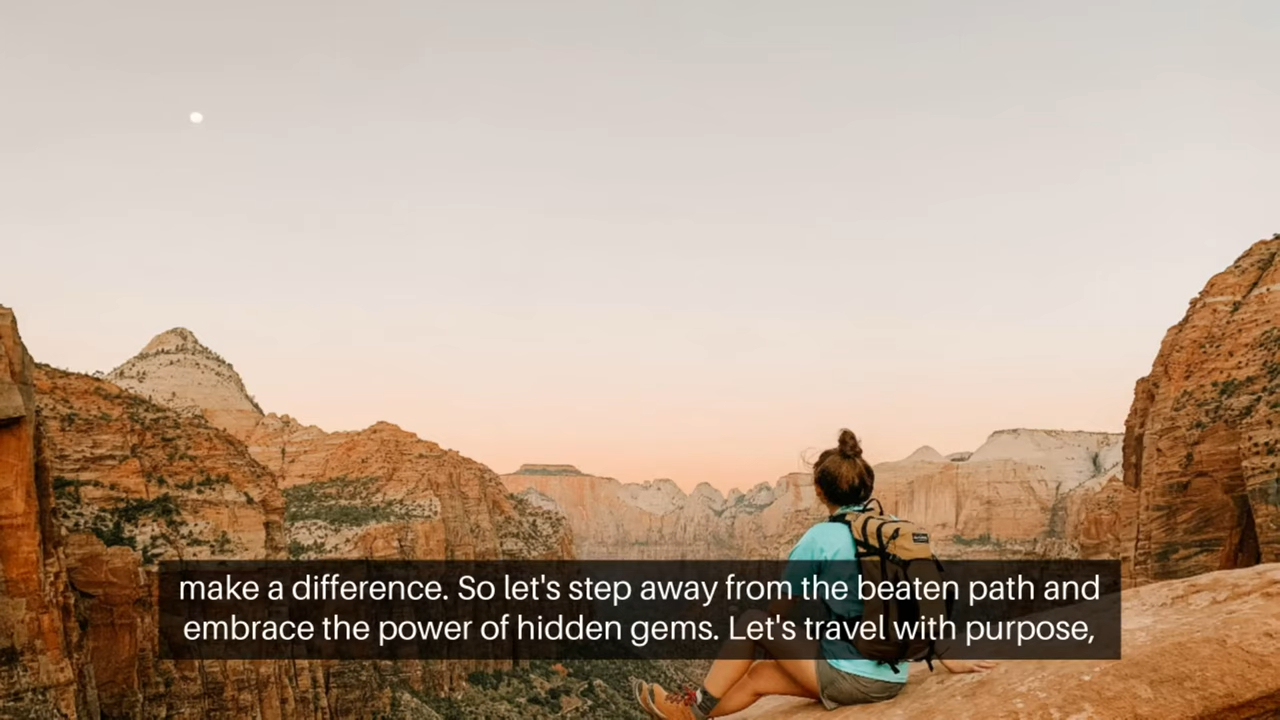 make a difference. So let's step away from the beaten path and
embrace the power of hidden gems. Let's travel with purpose,